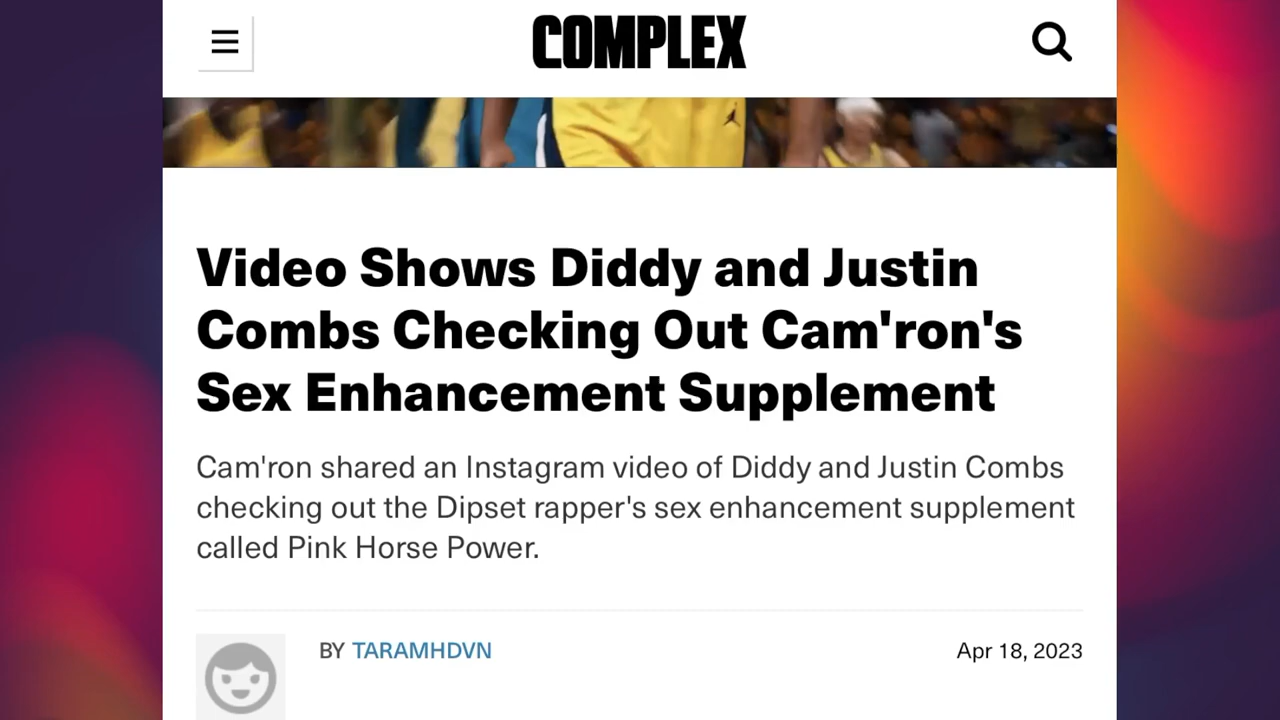 COMPLEX
Video Shows Diddy and Justin
Combs Checking Out Cam'ron's
Sex Enhancement Supplement
Cam'ron shared an Instagram video of Diddy and Justin Combs
checking out the Dipset rapper's sex enhancement supplement
called Pink Horse Power.
BY TARAMHDVN
Apr 18, 2023